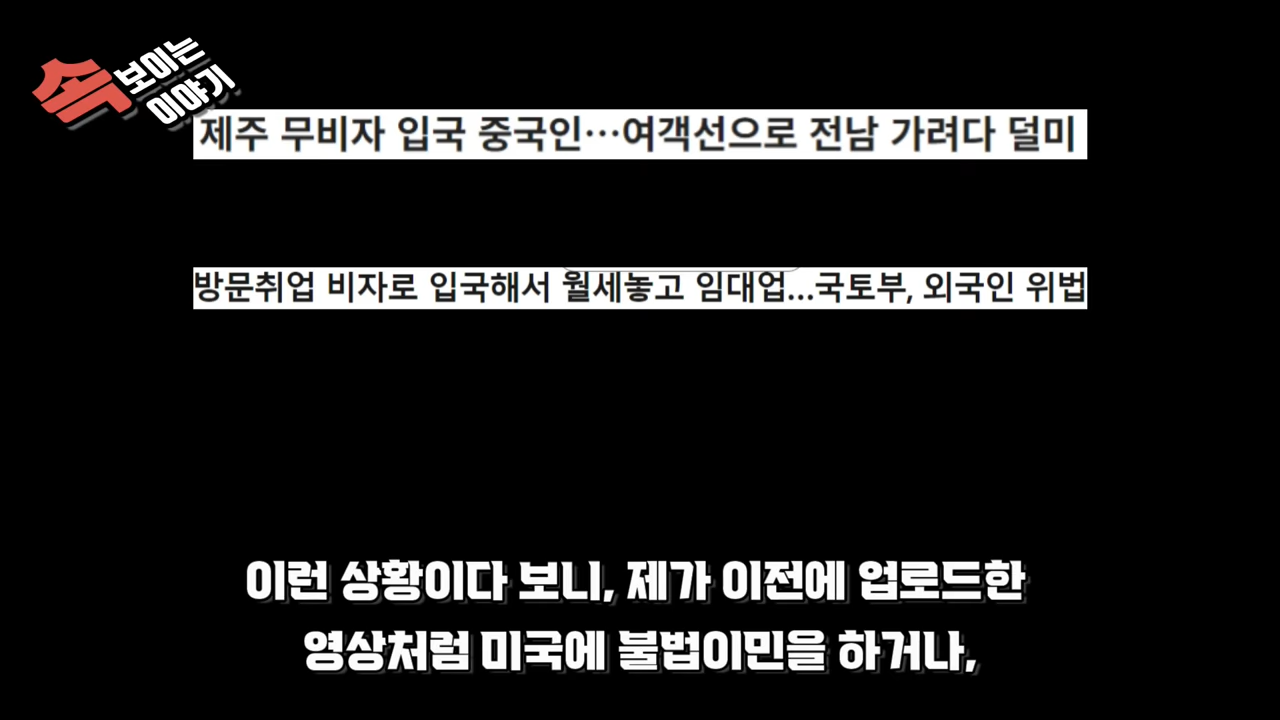 속보이는
이야기
제주 무비자 입국 중국인…여객선으로 전남 가려다 덜미
방문취업 비자로 입국해서 월세놓고 임대업...국토부, 외국인 위법
이런 상황이다 보니, 제가 이전에 업로드한
영상처럼 미국에 불법이민을 하거나,